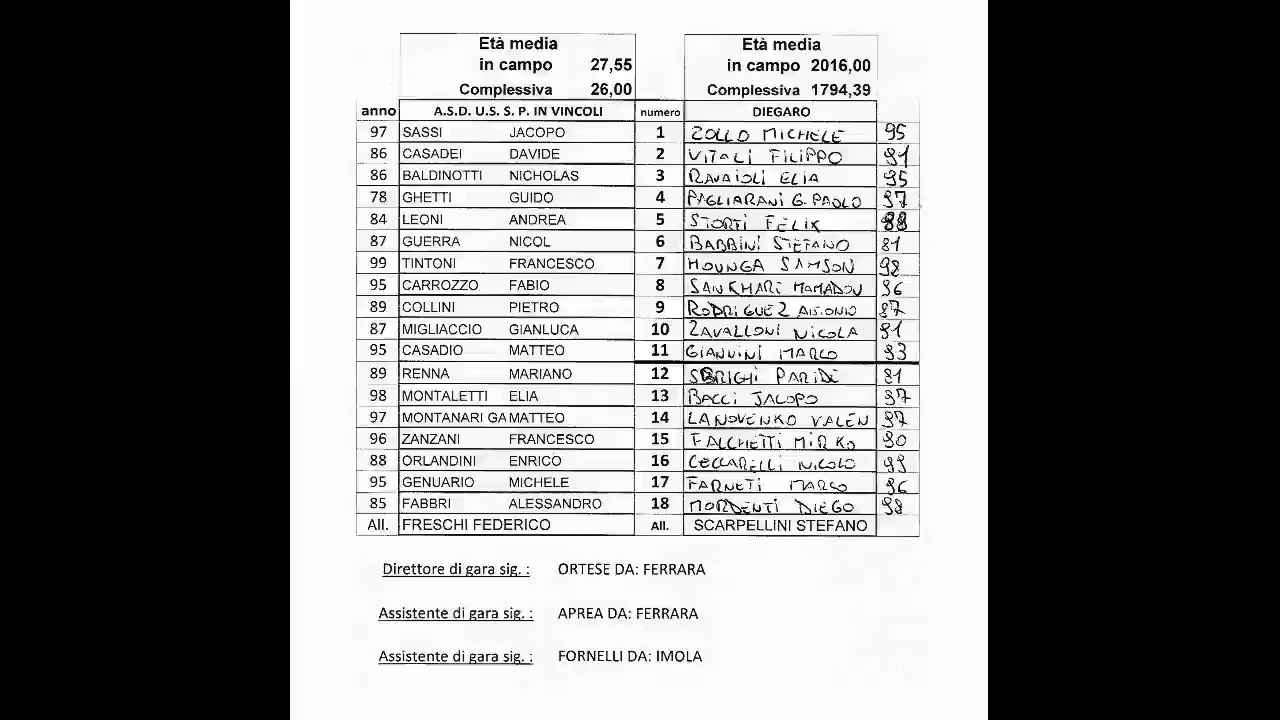 Età media Età media
in campo 27,55 in campo 2016,00
Complessiva 26,00 Complessiva 1794,39
anno A.S.D. U.S. S. P. IN VINCOLI numero DIEGARO
97 SASSI JACOPO 1 ZOLLO MICHELE 95
86 CASADEI DAVIDE 2 VITALI FILIPPO 91
86 BALDINOTTI NICHOLAS 3 RAVAIOLI ELIA 95
78 GHETTI GUIDO 4 PAGLIARANI G. PAOLO 97
84 LEONI ANDREA 5 STORTI FELIX 88
87 GUERRA NICOL 6 BABBINI STEFANO 81
99 TINTONI FRANCESCO 7 HOUNGA SAMSON 98
95 CARROZZO FABIO 8 SANKHARE MAMADOU 96
89 COLLINI PIETRO 9 RODRIGUEZ 87
87 MIGLIACCIO GIANLUCA 10 ZAVALLONI NICOLA 91
95 CASADIO MATTEO 11 GIANNINI MARCO 93
89 RENNA MARIANO 12 SBRIGHI PARIDE 81
98 MONTALETTI ELIA 13 BACCI JACOPO 97
97 MONTANARI GA MATTEO 14 LANOVENKO VALEN 97
96 ZANZANI FRANCESCO 15 FALCHETTI MIRKO 90
88 ORLANDINI ENRICO 16 CECCARELLI NICOLO 99
95 GENUARIO MICHELE 17 FARNETI MARCO 96
85 FABBRI ALESSANDRO 18 MORDENTI DIEGO 98
All. FRESCHI FEDERICO All. SCARPELLINI STEFANO
Direttore di gara sig. : ORTESE DA: FERRARA
Assistente di gara sig. : APREA DA: FERRARA
Assistente di gara sig. : FORNELLI DA: IMOLA